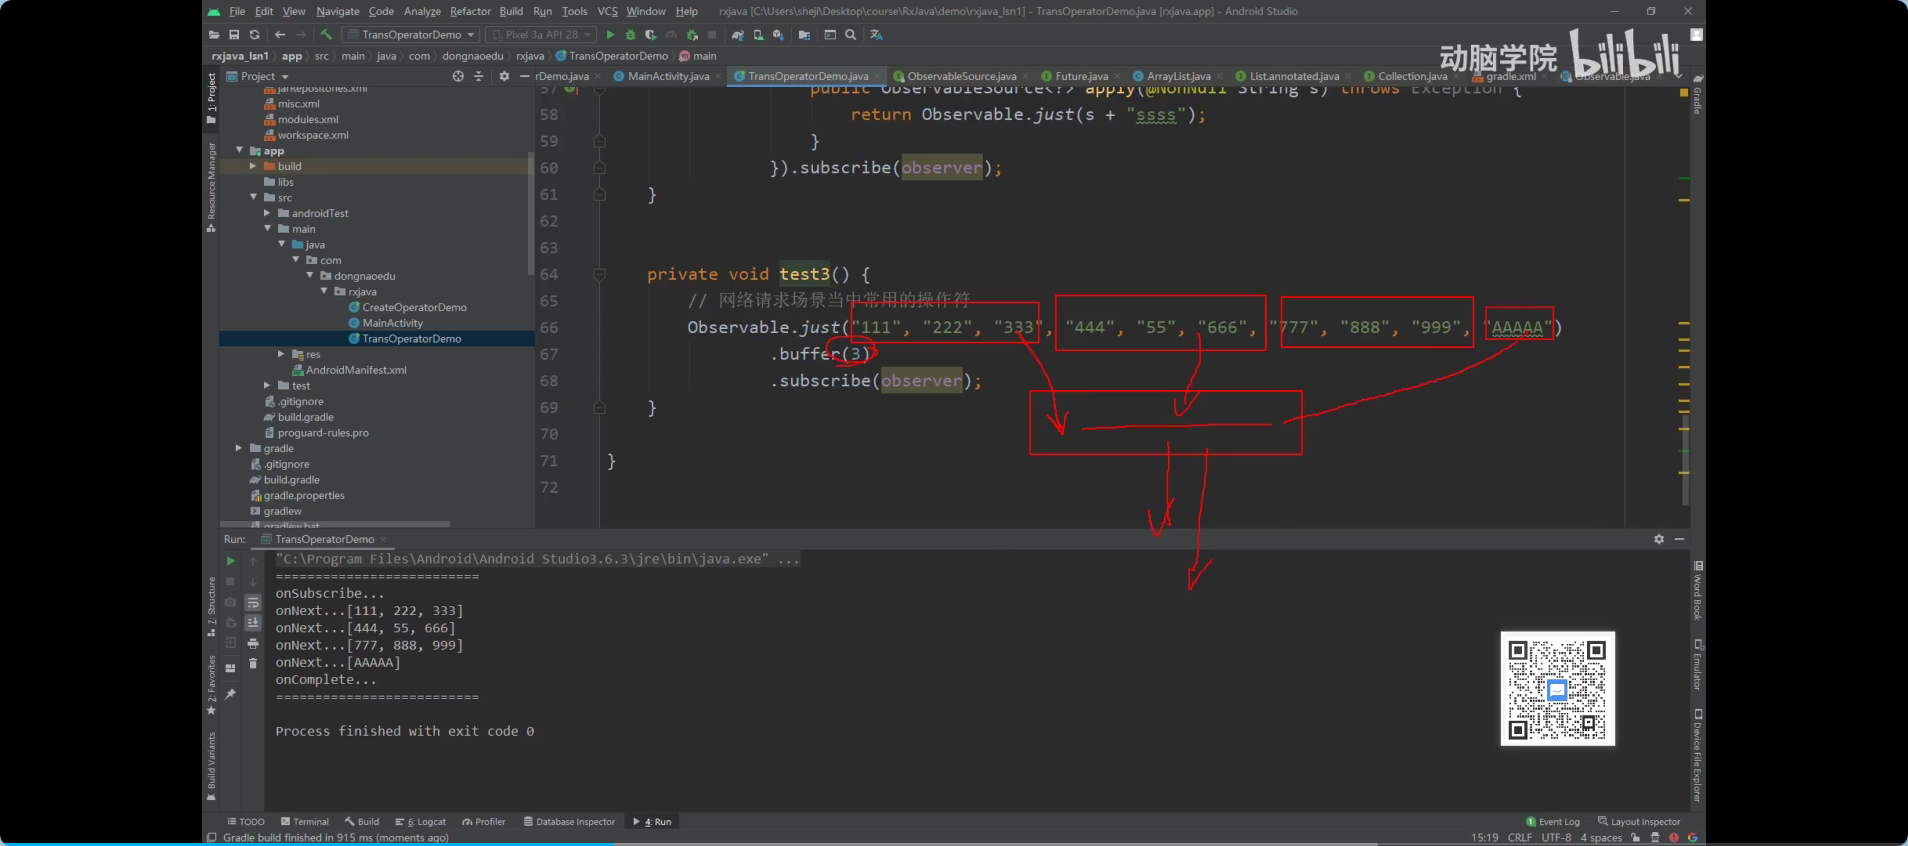 File Edit View Navigate Code Analyze Refactor Build Run Tools VCS Window Help rxjava [C:\Users\sheji\Desktop\course\RxJava\demo\rxjava_lsn1] - TransOperatorDemo.java [rxjava.app] - Android Studio
TransOperatorDemo Pixel 3a API 28
rxjava_lsn1 app src main java com dongnaoedu rxjava TransOperatorDemo main
动脑学院 bilibili
Project rDemo.java MainActivity.java TransOperatorDemo.java ObservableSource.java Future.java ArrayList.java List.annotated.java Collection.java gradle.xml Observable.java
1: Project
Resource Manager
Z: Structure
2: Favorites
Build Variants
jarRepositories.xml
misc.xml
modules.xml
workspace.xml
app
build
libs
src
androidTest
main
java
com
dongnaoedu
rxjava
CreateOperatorDemo
MainActivity
TransOperatorDemo
res
AndroidManifest.xml
test
.gitignore
build.gradle
proguard-rules.pro
gradle
.gitignore
build.gradle
gradle.properties
gradlew
gradlew.bat
57 public ObservableSource<?> apply(@NonNull String s) throws Exception {
58 return Observable.just(s + "ssss");
59 }
60 }).subscribe(observer);
61 }
62
63
64 private void test3() {
65 // 网络请求场景当中常用的操作符
66 Observable.just("111", "222", "333", "444", "55", "666", "777", "888", "999", "AAAAA")
67 .buffer(3)
68 .subscribe(observer);
69 }
70
71 }
72
Gradle
Word Book
Emulator
Device File Explorer
Run: TransOperatorDemo
"C:\Program Files\Android\Android Studio3.6.3\jre\bin\java.exe" ...
==========================
onSubscribe...
onNext...[111, 222, 333]
onNext...[444, 55, 666]
onNext...[777, 888, 999]
onNext...[AAAAA]
onComplete...
==========================
Process finished with exit code 0
TODO Terminal Build 6: Logcat Profiler Database Inspector 4: Run 1 Event Log Layout Inspector
Gradle build finished in 915 ms (moments ago) 15:19 CRLF UTF-8 4 spaces